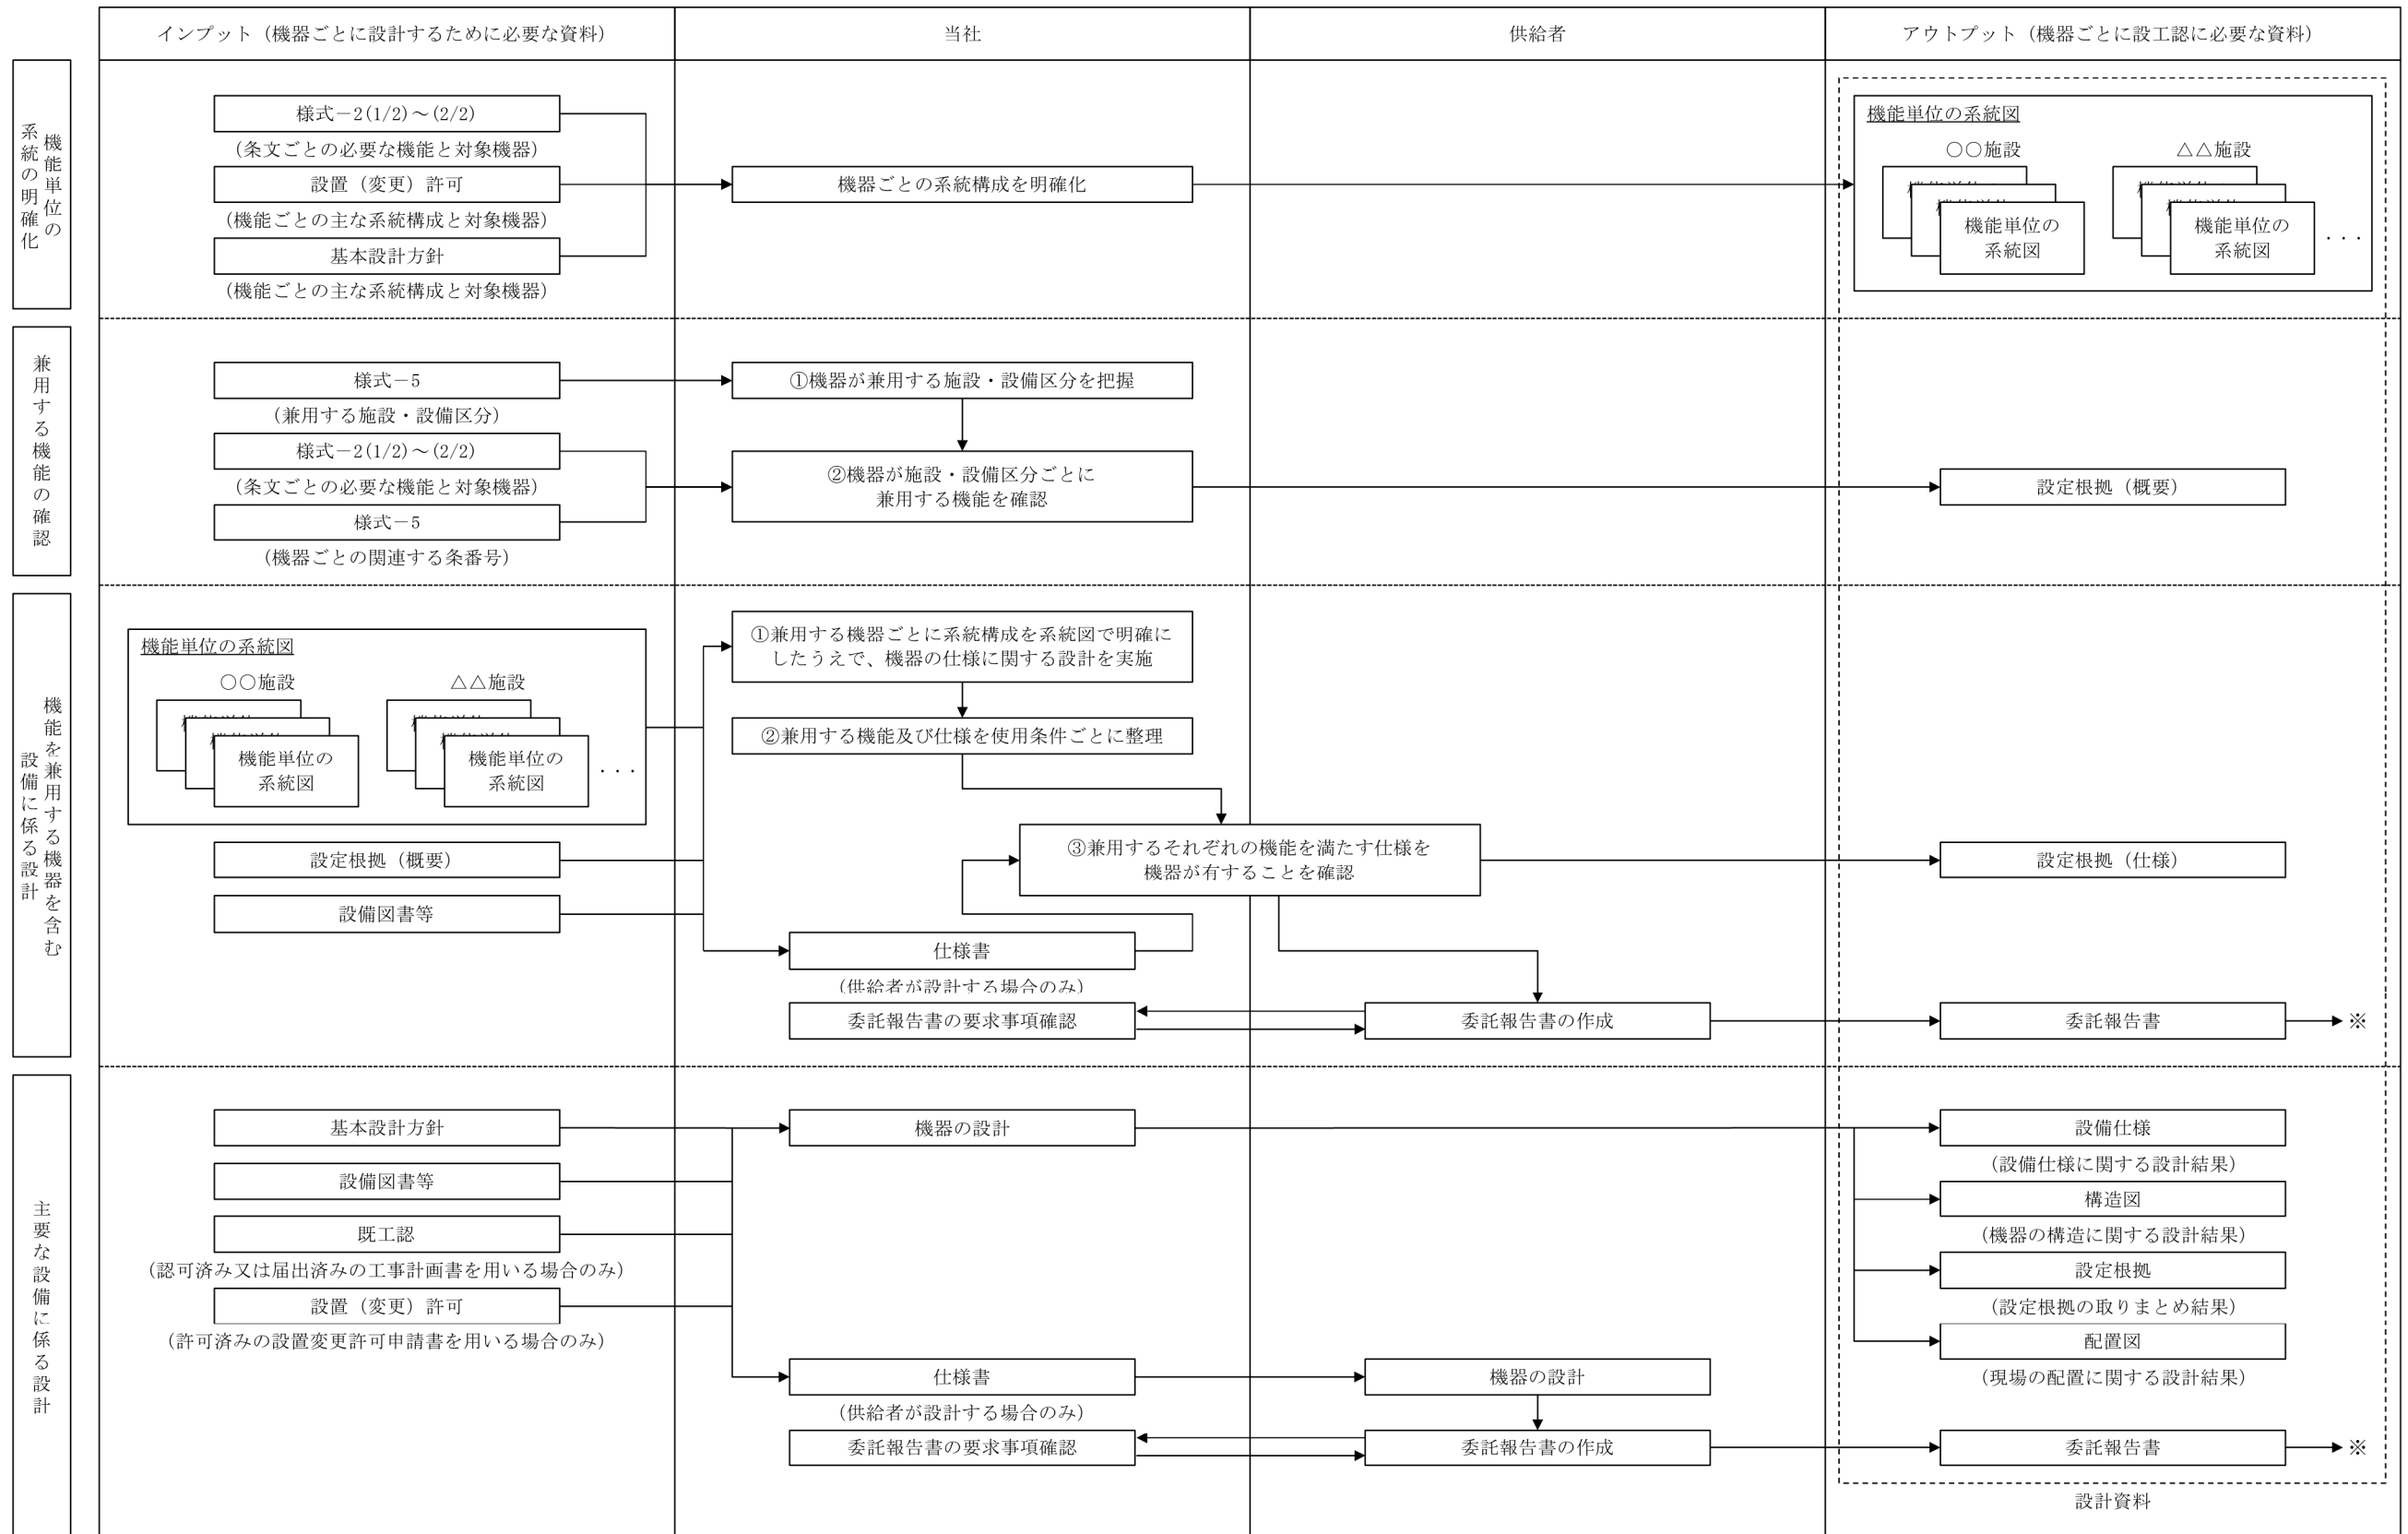 インプット（機器ごとに設計するために必要な資料）
当社
供給者
アウトプット（機器ごとに設工認に必要な資料）
機能単位の
系統の明確化
様式－2(1/2)～(2/2)
（条文ごとの必要な機能と対象機器）
設置（変更）許可
（機能ごとの主な系統構成と対象機器）
基本設計方針
（機能ごとの主な系統構成と対象機器）
機器ごとの系統構成を明確化
機能単位の系統図
○○施設
機能単位の
系統図
△△施設
機能単位の
系統図
・・・
兼用する機能の確認
様式－5
（兼用する施設・設備区分）
様式－2(1/2)～(2/2)
（条文ごとの必要な機能と対象機器）
様式－5
（機器ごとの関連する条番号）
①機器が兼用する施設・設備区分を把握
②機器が施設・設備区分ごとに
兼用する機能を確認
設定根拠（概要）
機能を兼用する機器を含む
設備に係る設計
機能単位の系統図
○○施設
機能単位の
系統図
△△施設
機能単位の
系統図
・・・
設定根拠（概要）
設備図書等
①兼用する機器ごとに系統構成を系統図で明確に
したうえで、機器の仕様に関する設計を実施
②兼用する機能及び仕様を使用条件ごとに整理
③兼用するそれぞれの機能を満たす仕様を
機器が有することを確認
設定根拠（仕様）
仕様書
（供給者が設計する場合のみ）
委託報告書の要求事項確認
委託報告書の作成
委託報告書
※
主要な設備に係る設計
基本設計方針
設備図書等
既工認
（認可済み又は届出済みの工事計画書を用いる場合のみ）
設置（変更）許可
（許可済みの設置変更許可申請書を用いる場合のみ）
機器の設計
設備仕様
（設備仕様に関する設計結果）
構造図
（機器の構造に関する設計結果）
設定根拠
（設定根拠の取りまとめ結果）
配置図
（現場の配置に関する設計結果）
仕様書
（供給者が設計する場合のみ）
機器の設計
委託報告書の要求事項確認
委託報告書の作成
委託報告書
※
設計資料